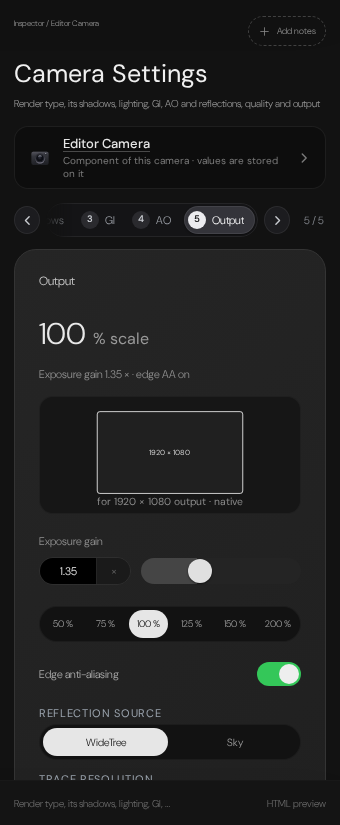 Inspector / Editor Camera
Add notes
Camera Settings
Render type, its shadows, lighting, GI, AO and reflections, quality and output
Editor Camera
Component of this camera · values are stored
on it
ws 3 GI 4 AO 5 Output 5 / 5
Output
100 % scale
Exposure gain 1.35 × · edge AA on
1920 × 1080
for 1920 × 1080 output · native
Exposure gain
1.35 ×
50 % 75 % 100 % 125 % 150 % 200 %
Edge anti-aliasing
REFLECTION SOURCE
WideTree Sky
TRACE RESOLUTION
Render type, its shadows, lighting, GI, ... HTML preview